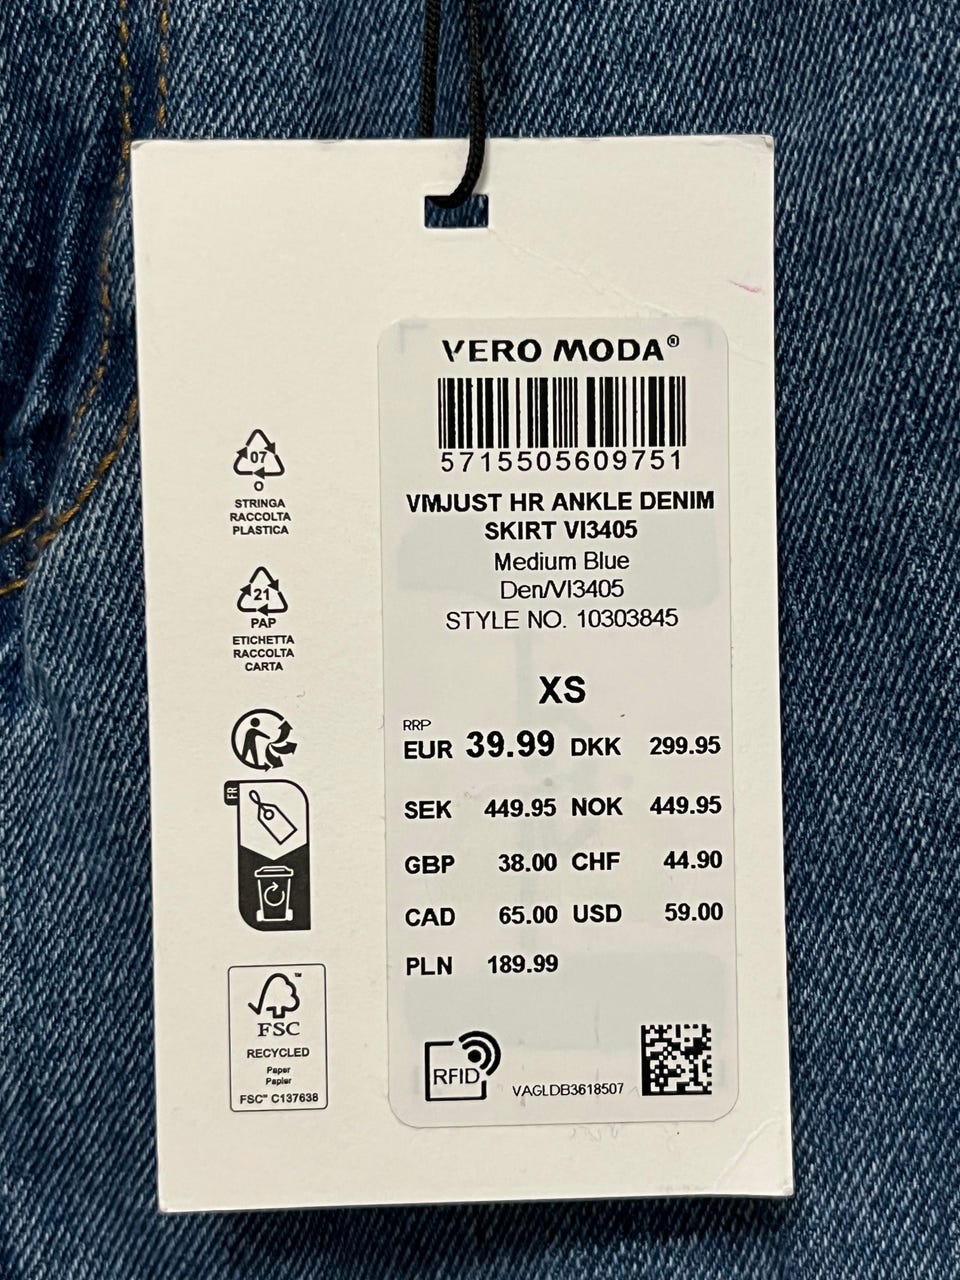 VERO MODA®
5715505609751
VMJUST HR ANKLE DENIM
SKIRT VI3405
Medium Blue
Den/VI3405
STYLE NO. 10303845
XS
RRP
EUR 39.99 DKK 299.95
SEK 449.95 NOK 449.95
GBP 38.00 CHF 44.90
CAD 65.00 USD 59.00
PLN 189.99
RFID
VAGLDB3618507
07
O
STRINGA
RACCOLTA
PLASTICA
21
PAP
ETICHETTA
RACCOLTA
CARTA
FR
FSC™
RECYCLED
Paper
Papier
FSC™ C137638